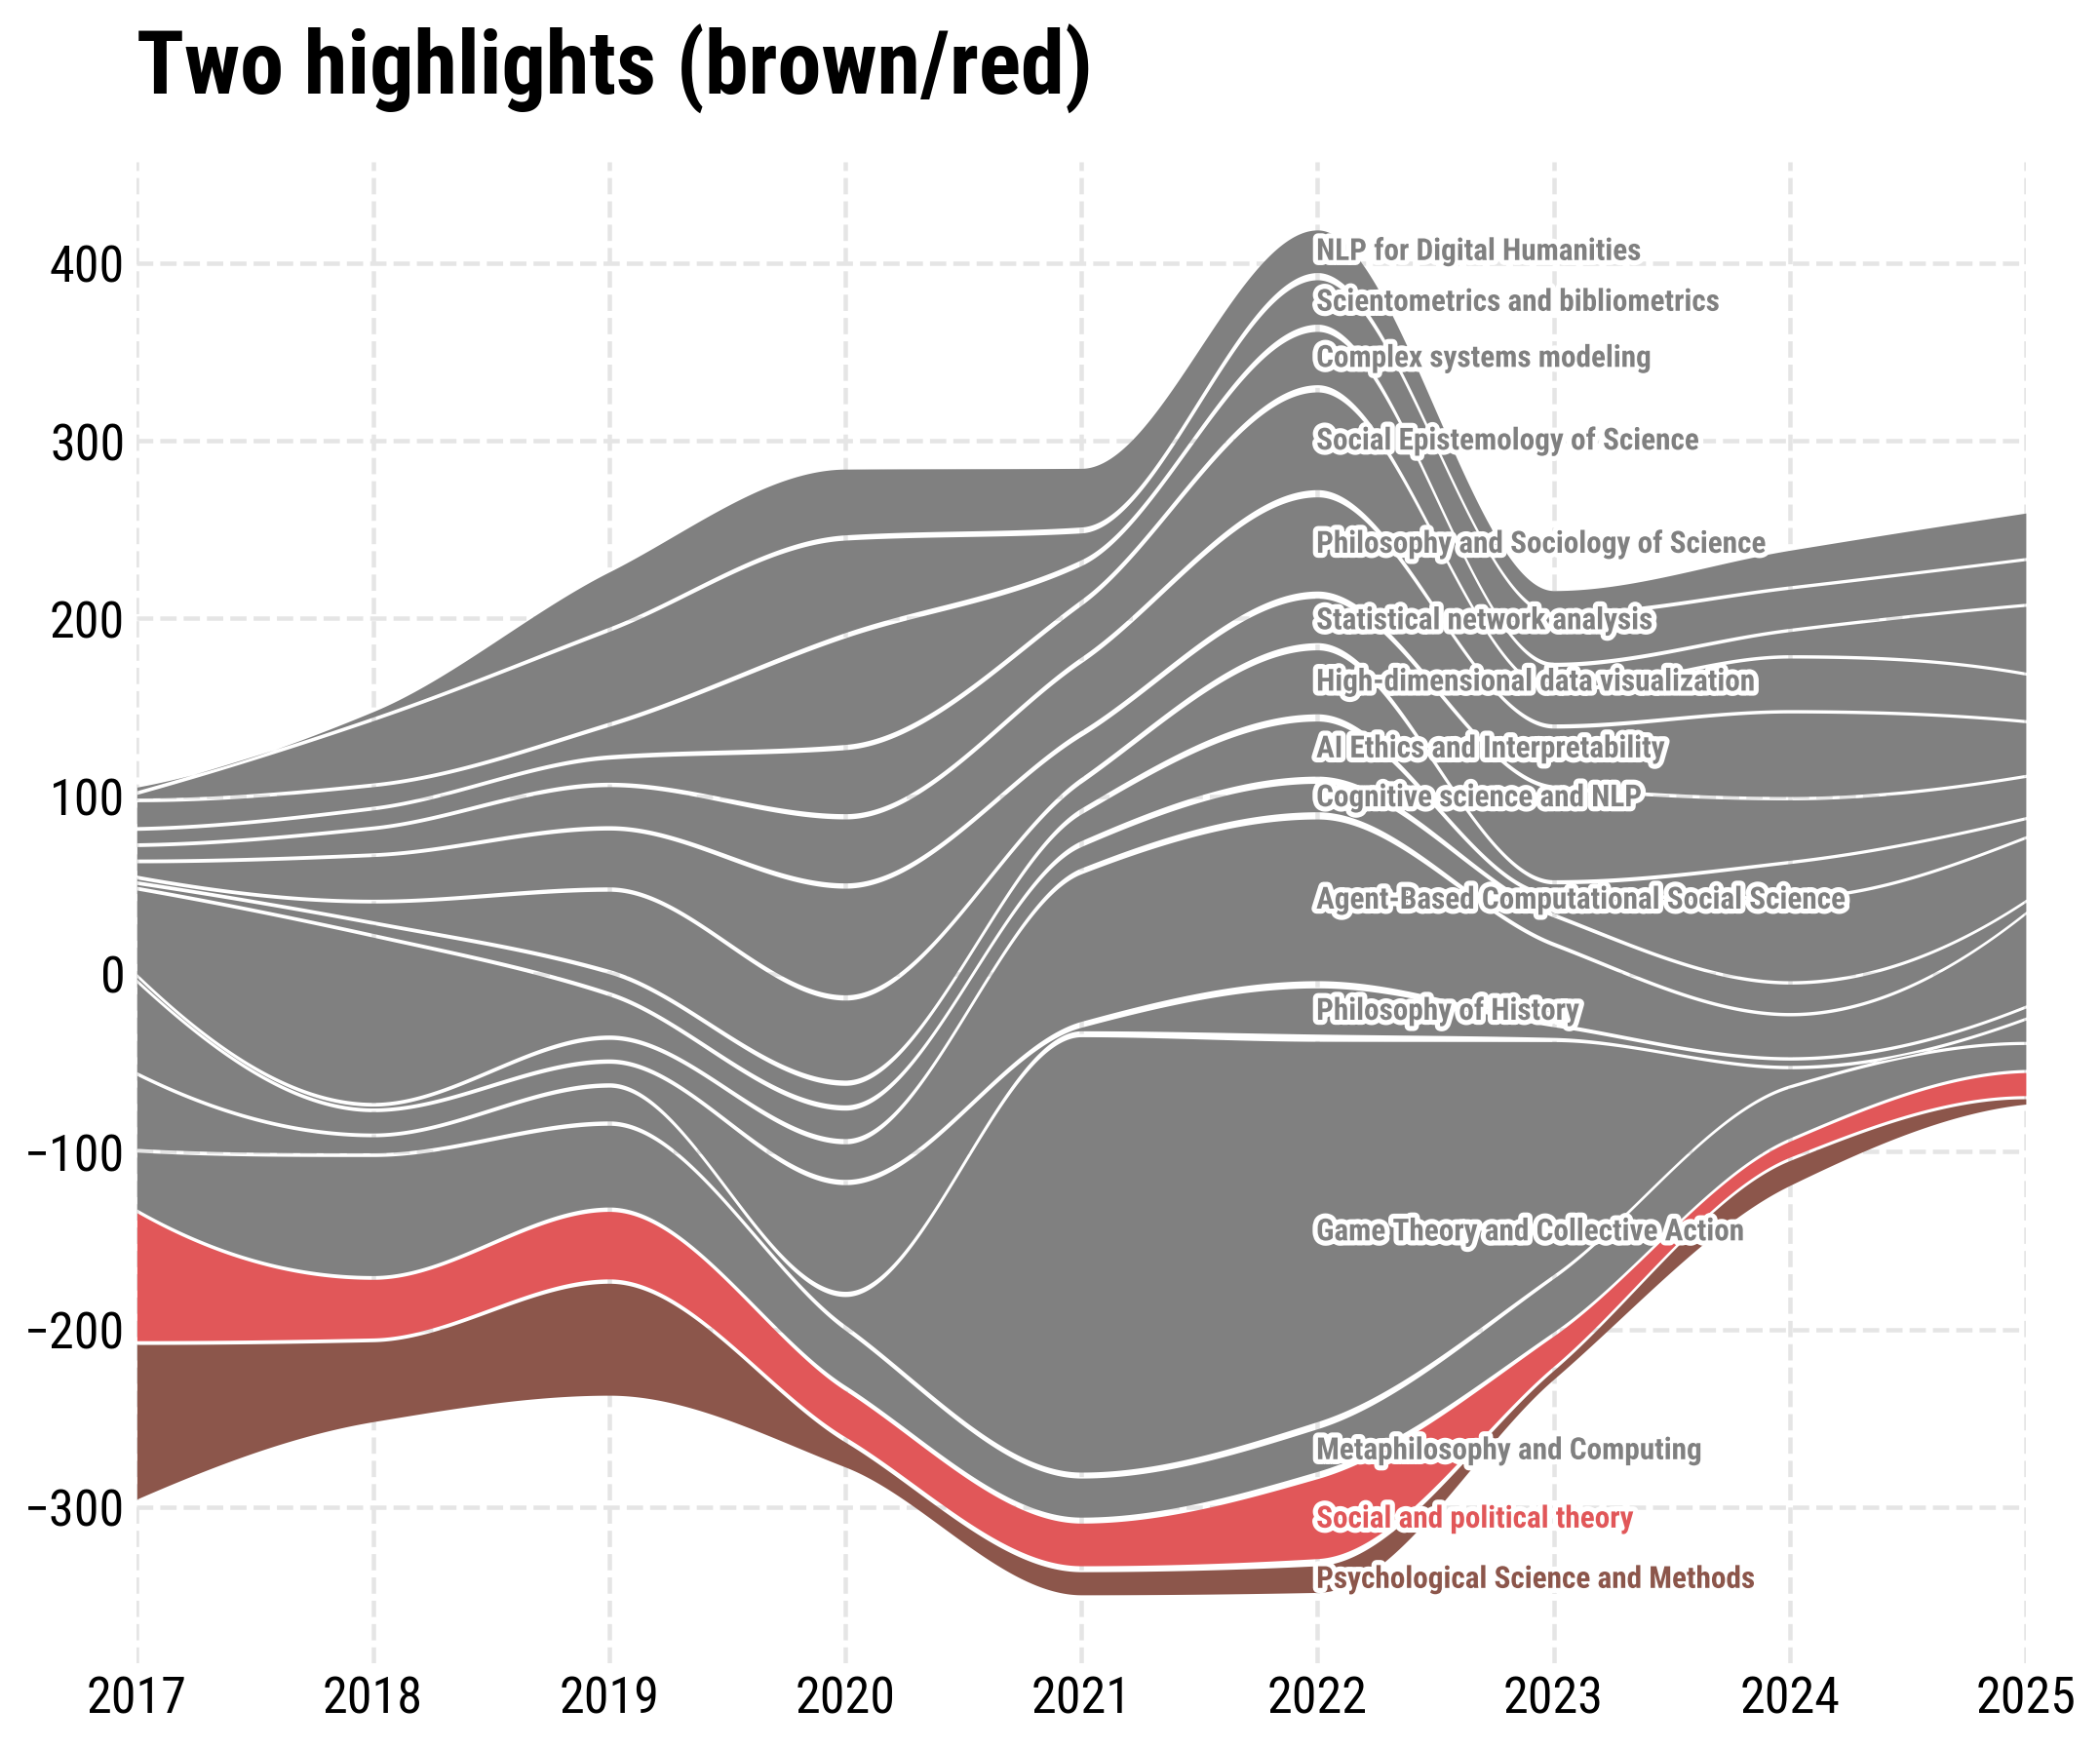 Two highlights (brown/red)
400
300
200
100
0
−100
−200
−300
NLP for Digital Humanities
Scientometrics and bibliometrics
Complex systems modeling
Social Epistemology of Science
Philosophy and Sociology of Science
Statistical network analysis
High-dimensional data visualization
AI Ethics and Interpretability
Cognitive science and NLP
Agent-Based Computational Social Science
Philosophy of History
Game Theory and Collective Action
Metaphilosophy and Computing
Social and political theory
Psychological Science and Methods
2017 2018 2019 2020 2021 2022 2023 2024 2025